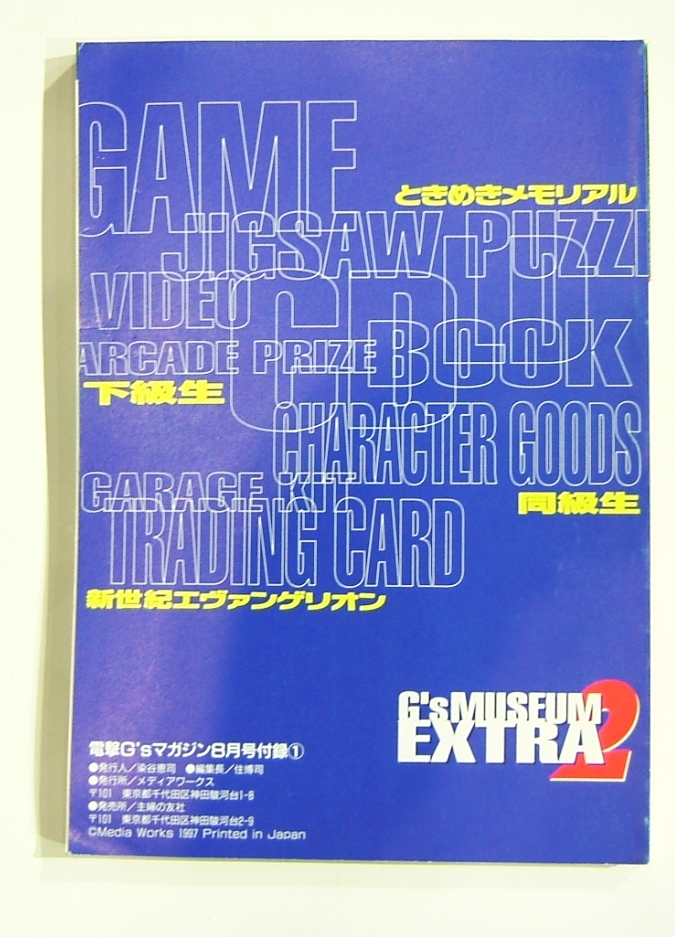 GAME
ときめきメモリアル
JIGSAW PUZZL
VIDEO
CD
BOOK
ARCADE PRIZE
下級生
CHARACTER GOODS
GARAGE KIT
同級生
TRADING CARD
新世紀エヴァンゲリオン
G'sMUSEUM
EXTRA2
電撃G'sマガジン8月号付録①
●発行人／染谷恵司 ●編集長／住博司
●発行所／メディアワークス
〒101 東京都千代田区神田駿河台1-8
●発売所／主婦の友社
〒101 東京都千代田区神田駿河台2-9
©Media Works 1997 Printed in Japan